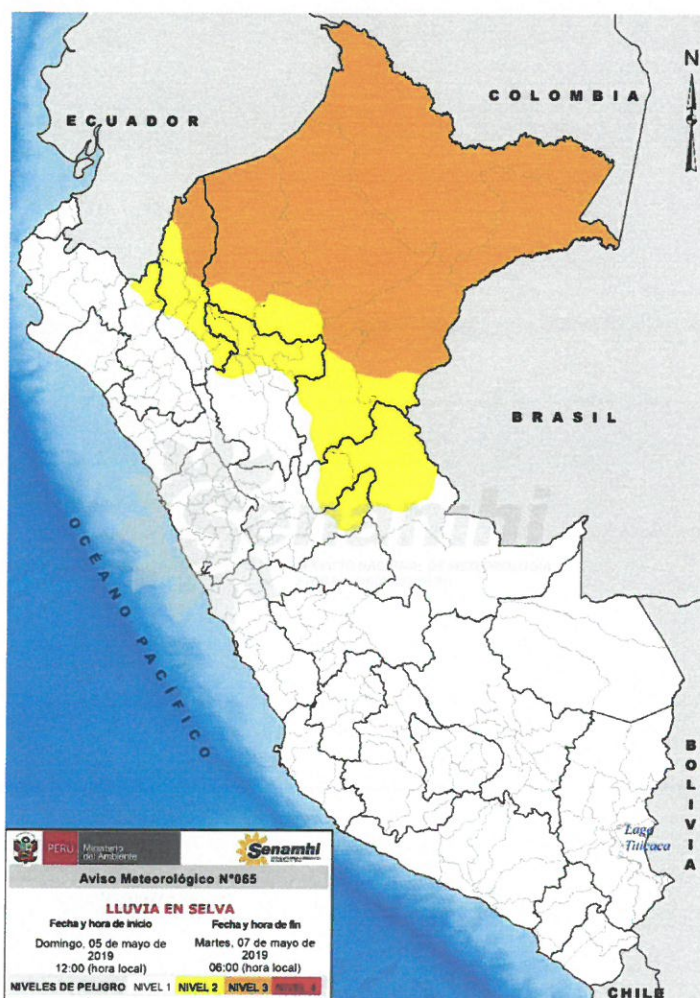 N
COLOMBIA
ECUADOR
BRASIL
Senamhi
OCÉANO PACÍFICO
BOLIVIA
Lago
Titicaca
CHILE
PERÚ Ministerio
del Ambiente
Senamhi
Aviso Meteorológico N°065
LLUVIA EN SELVA
Fecha y hora de inicio Fecha y hora de fin
Domingo, 05 de mayo de Martes, 07 de mayo de
2019 2019
12:00 (hora local) 06:00 (hora local)
NIVELES DE PELIGRO NIVEL 1 NIVEL 2 NIVEL 3 NIVEL 4